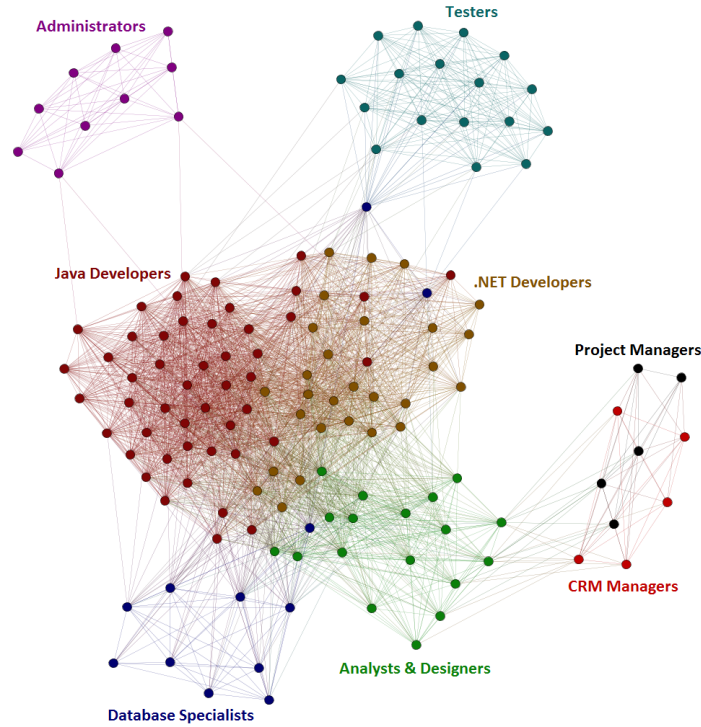 Testers
Administrators
Java Developers
.NET Developers
Project Managers
CRM Managers
Analysts & Designers
Database Specialists